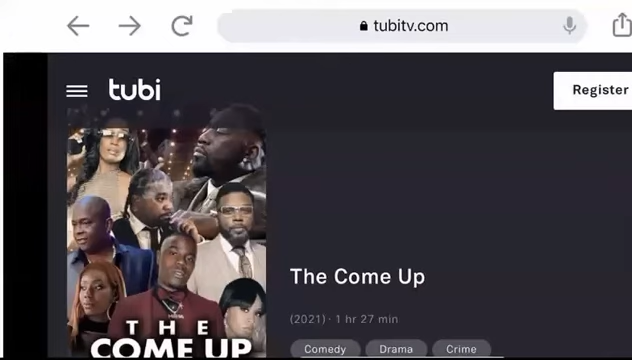 tubitv.com
tubi
Register
THE
COME UP
The Come Up
(2021) · 1 hr 27 min
Comedy
Drama
Crime